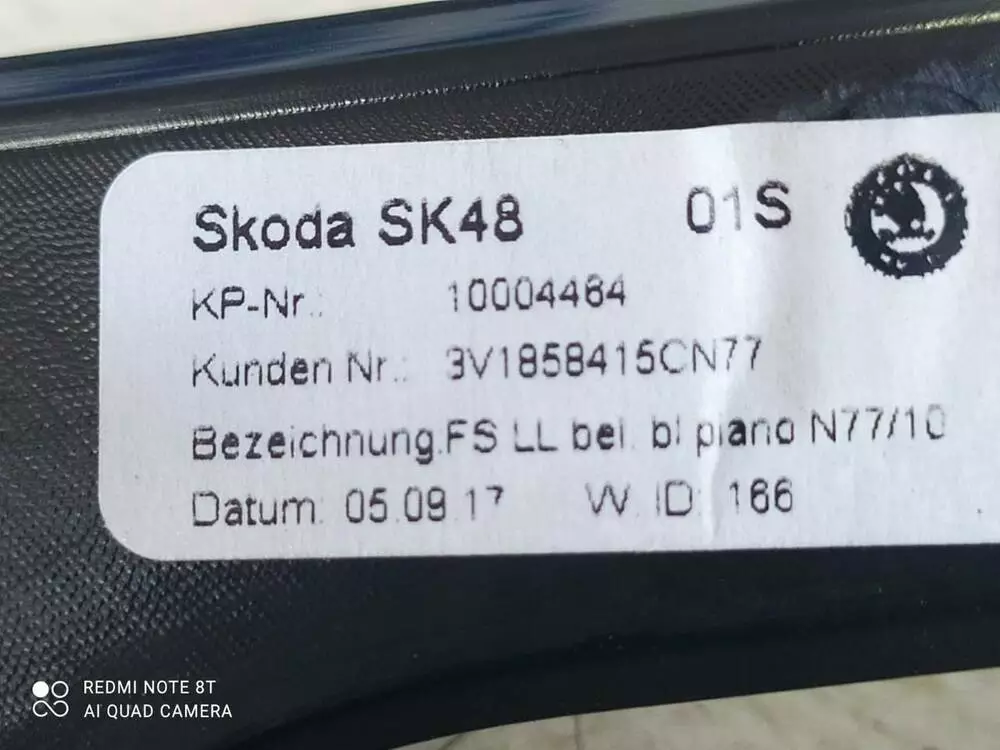 Skoda SK48 01S
KP-Nr.: 10004464
Kunden Nr.: 3V1858415CN77
Bezeichnung.FS LL bel. bl piano N77/10
Datum: 05.09.17 W. ID: 166
REDMI NOTE 8T
AI QUAD CAMERA